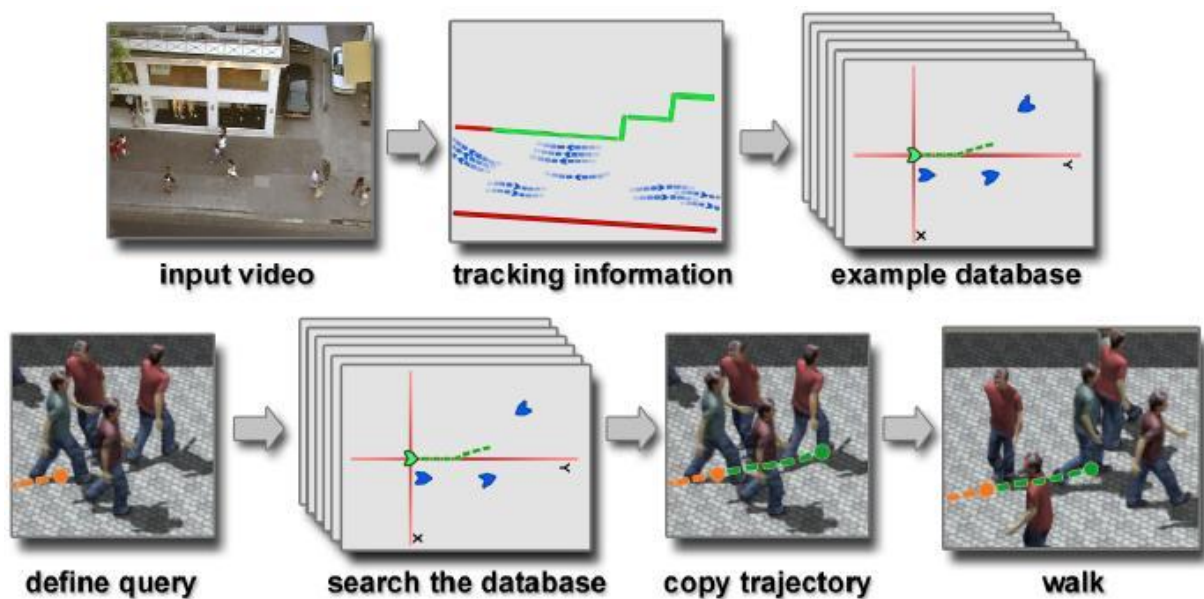 Y
X
input video
tracking information
example database
Y
X
define query
search the database
copy trajectory
walk